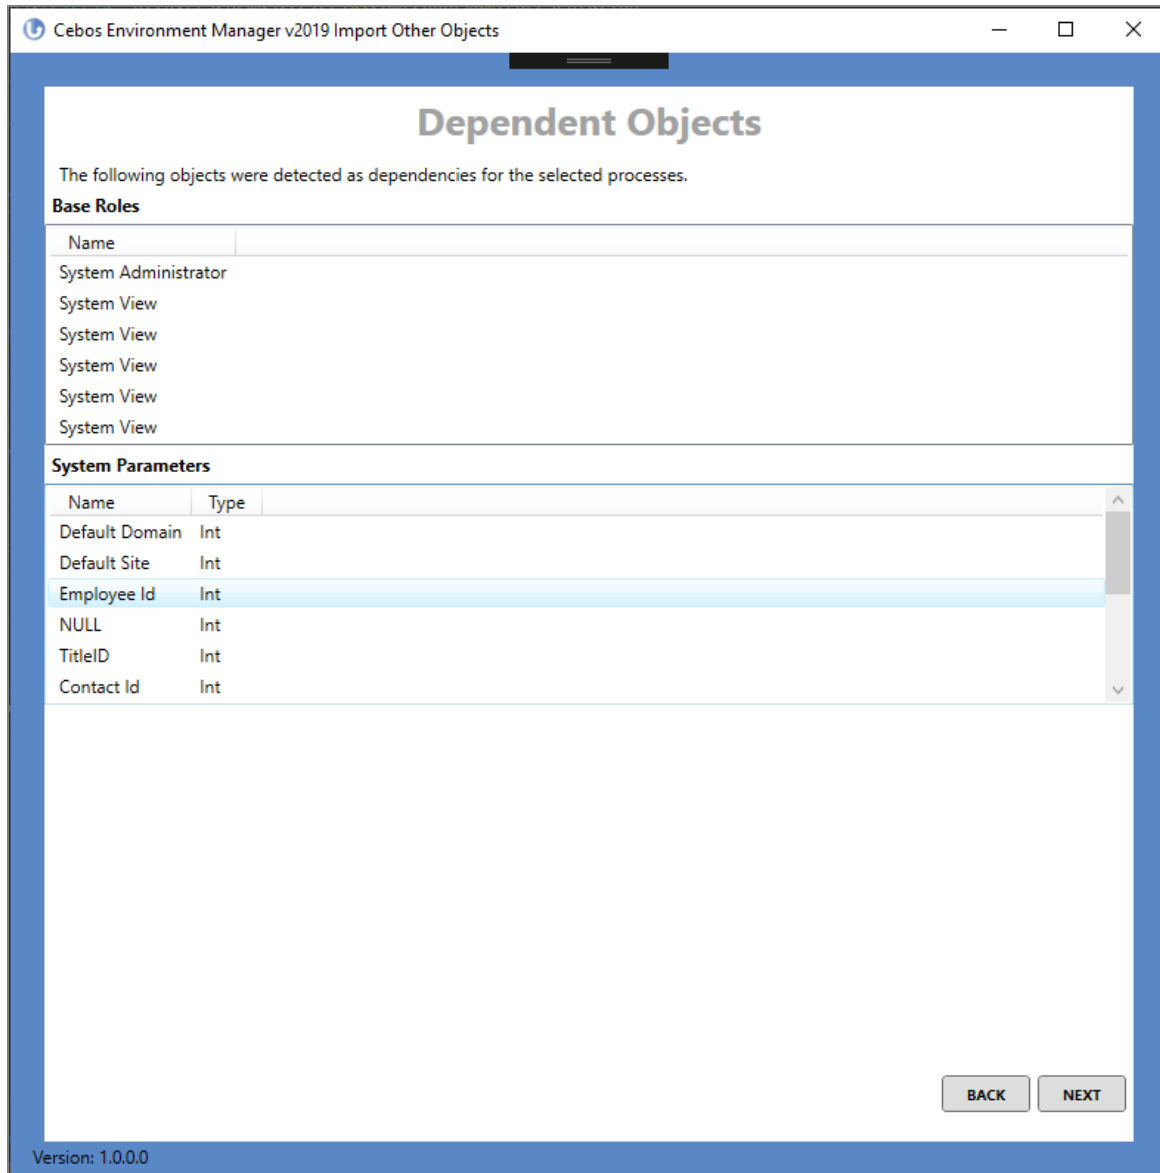 Cebos Environment Manager v2019 Import Other Objects
Dependent Objects
The following objects were detected as dependencies for the selected processes.
Base Roles
Name
System Administrator
System View
System View
System View
System View
System View
System Parameters
Name Type
Default Domain Int
Default Site Int
Employee Id Int
NULL Int
TitleID Int
Contact Id Int
BACK NEXT
Version: 1.0.0.0